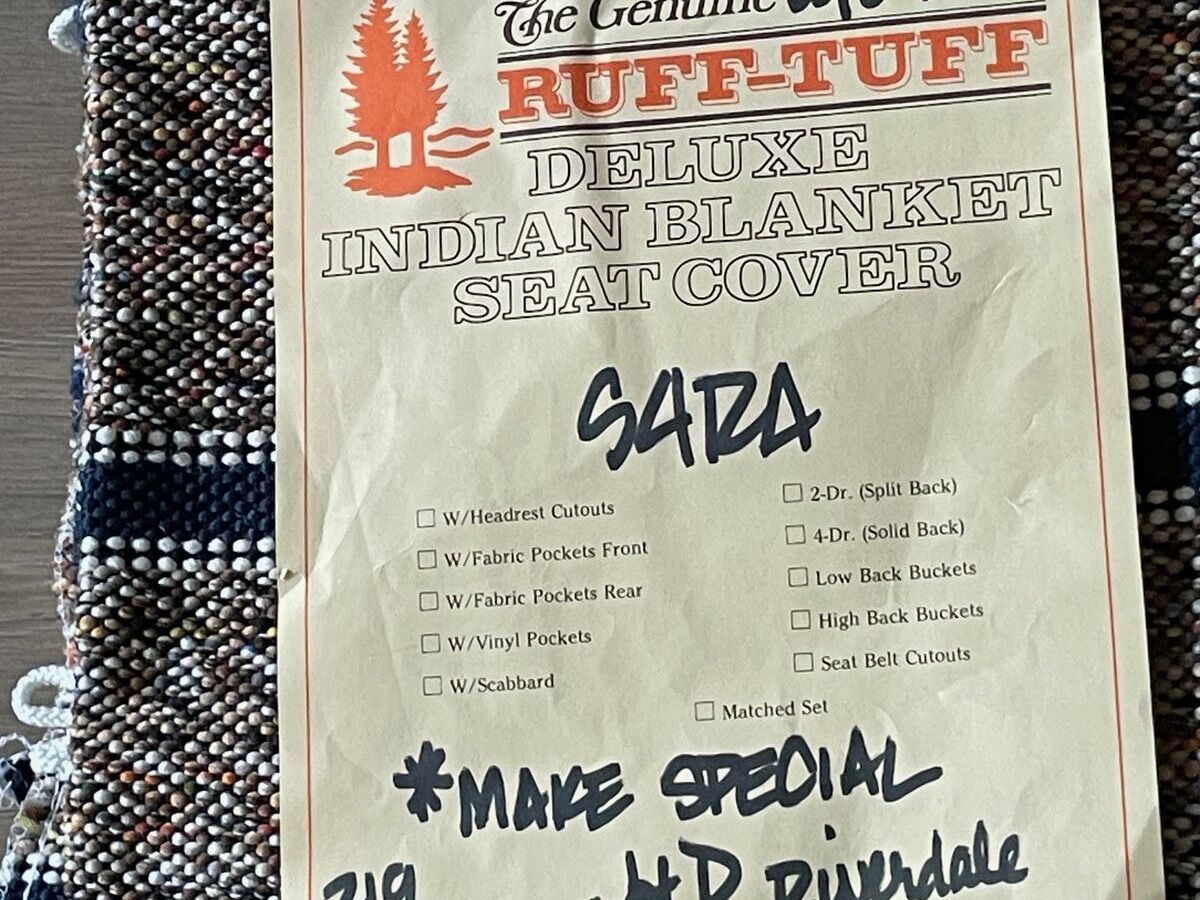 The Genuine
RUFF-TUFF
DELUXE
INDIAN BLANKET
SEAT COVER
SARA
☐ W/Headrest Cutouts
☐ W/Fabric Pockets Front
☐ W/Fabric Pockets Rear
☐ W/Vinyl Pockets
☐ W/Scabbard
☐ 2-Dr. (Split Back)
☐ 4-Dr. (Solid Back)
☐ Low Back Buckets
☐ High Back Buckets
☐ Seat Belt Cutouts
☐ Matched Set
*MAKE SPECIAL
Riverdale